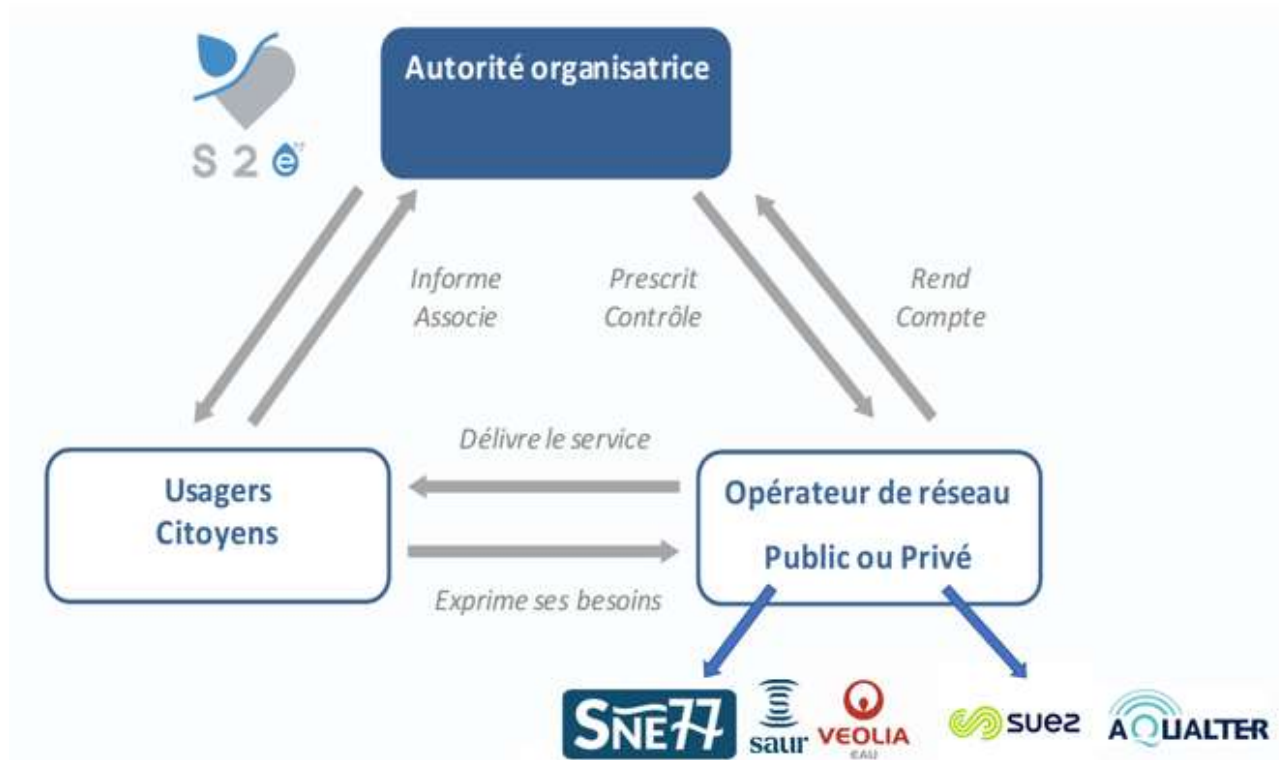 Autorité organisatrice
S 2 e 77
Informe
Associe
Prescrit
Contrôle
Rend
Compte
Délivre le service
Usagers
Citoyens
Opérateur de réseau
Public ou Privé
Exprime ses besoins
SNE77
saur
VEOLIA
EAU
suez
AQUALTER